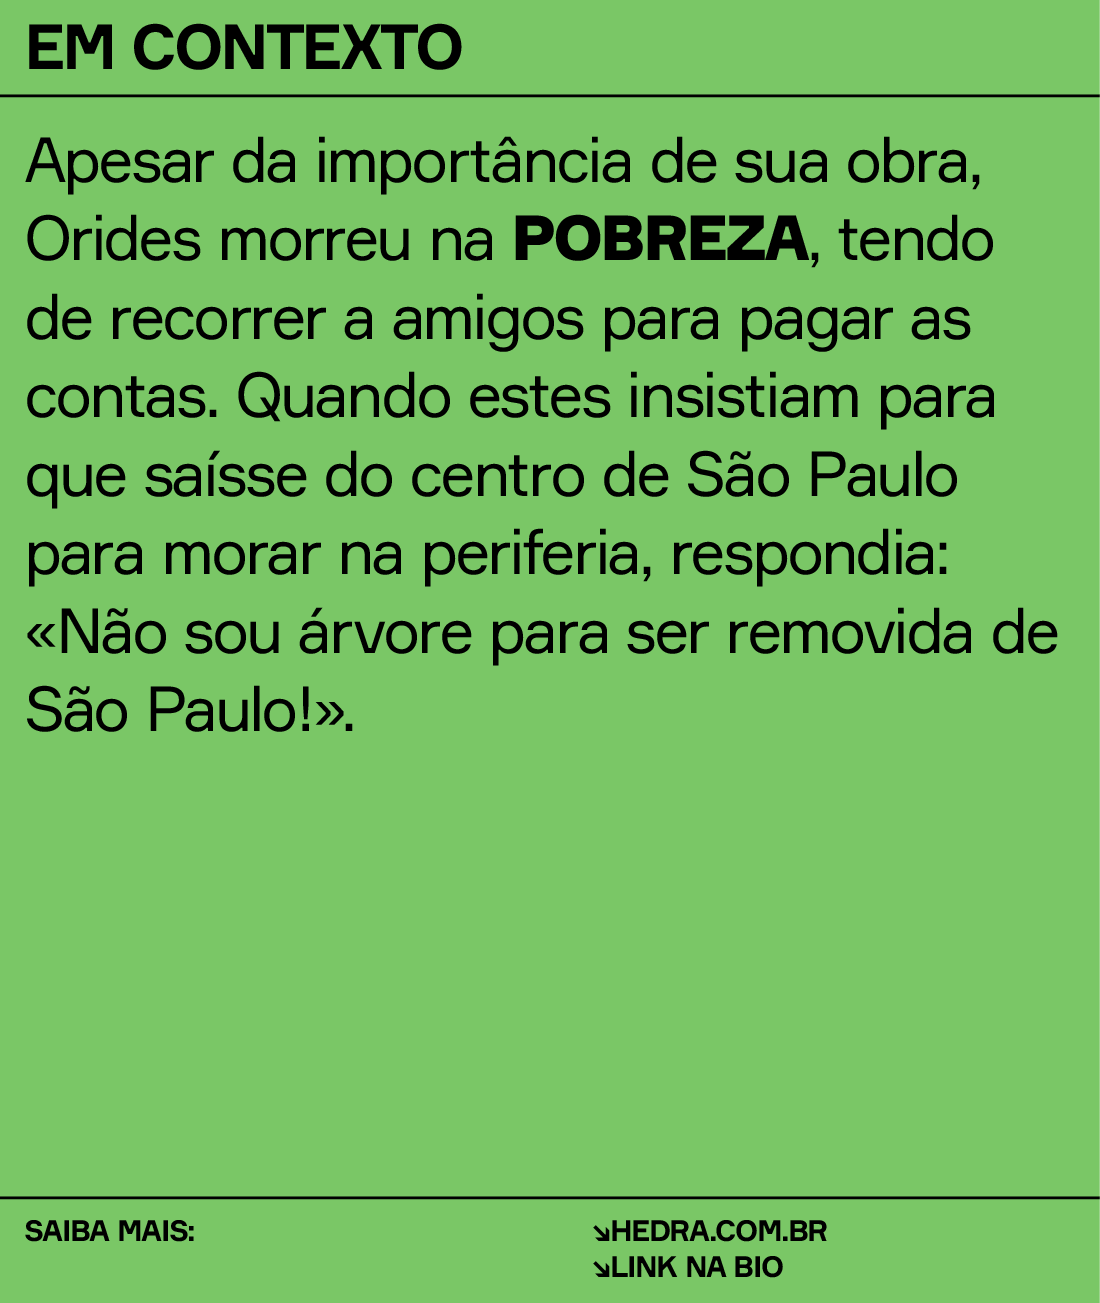 EM CONTEXTO
Apesar da importância de sua obra,
Orides morreu na POBREZA, tendo
de recorrer a amigos para pagar as
contas. Quando estes insistiam para
que saísse do centro de São Paulo
para morar na periferia, respondia:
«Não sou árvore para ser removida de
São Paulo!».
SAIBA MAIS:
↘HEDRA.COM.BR
↘LINK NA BIO